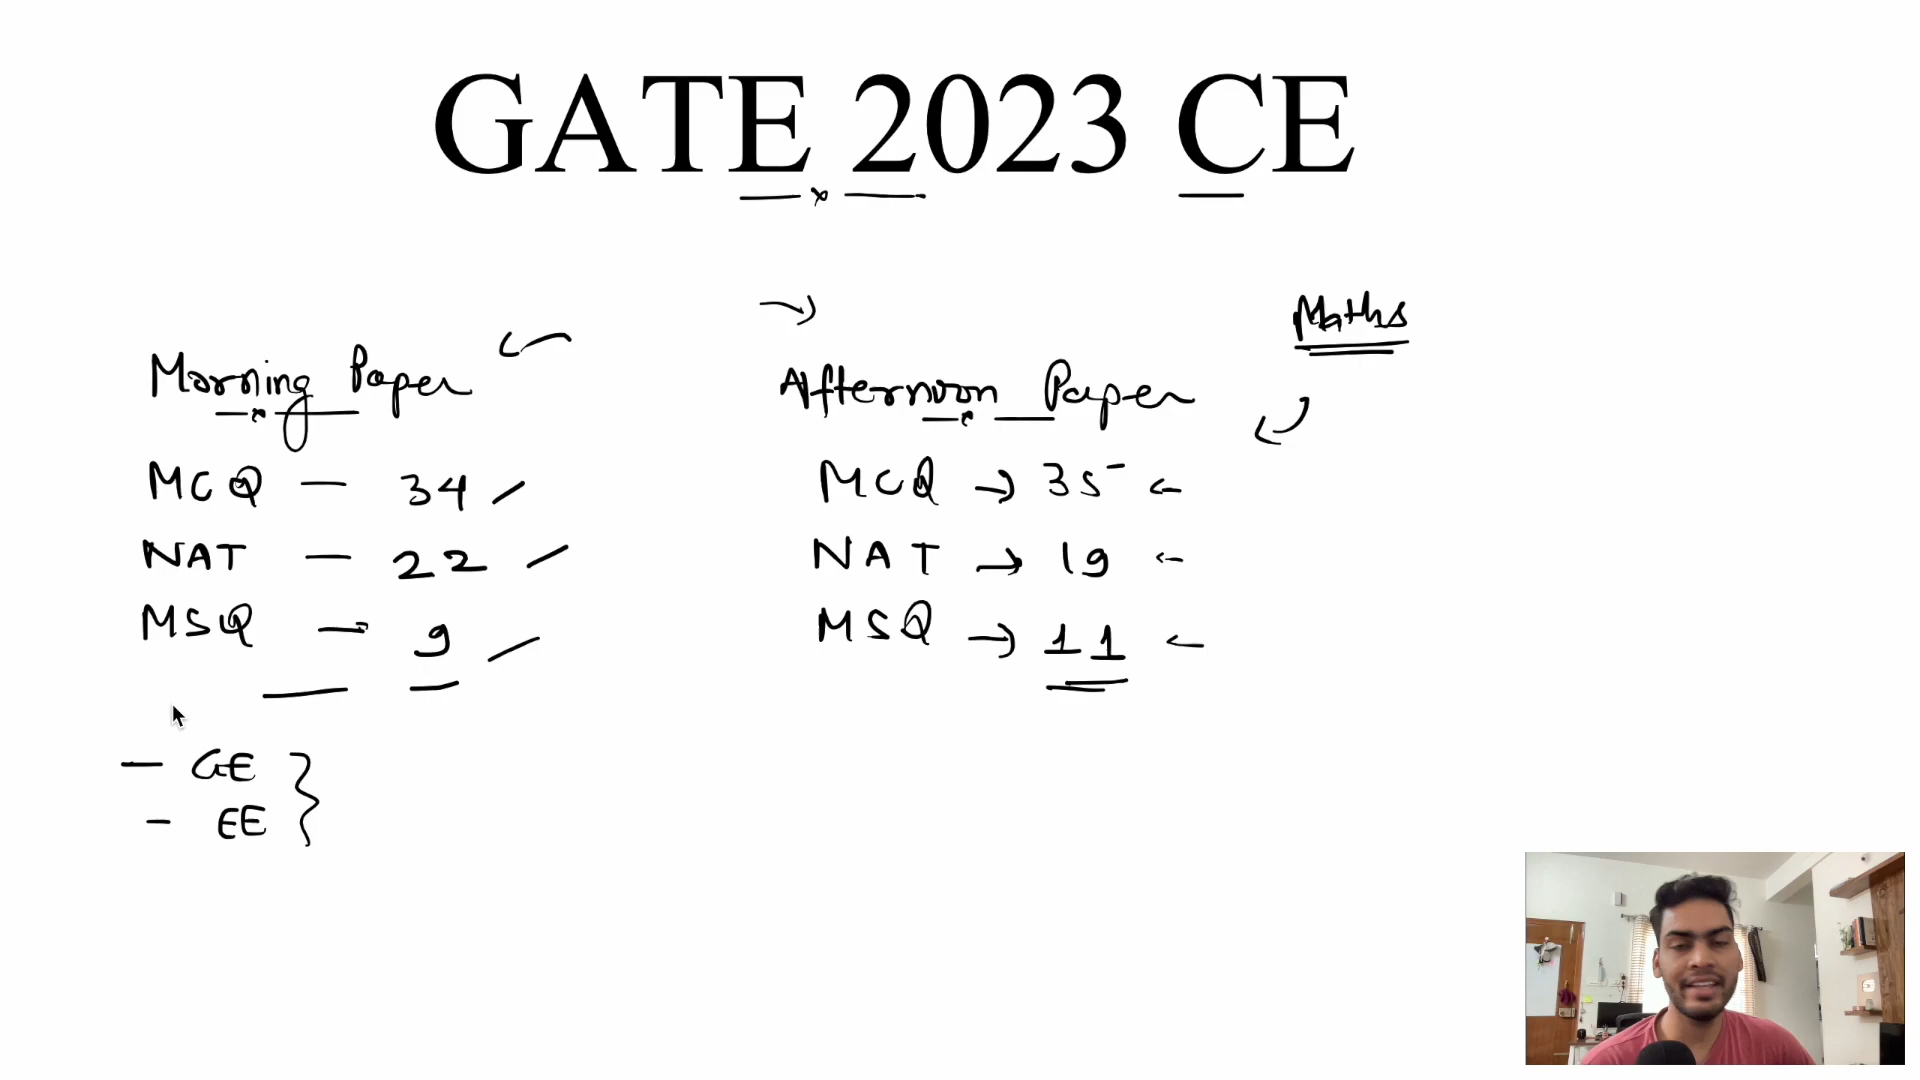 GATE 2023 CE
Maths
Morning Paper
MCQ — 34
NAT — 22
MSQ — 9
Afternoon Paper
MCQ → 35
NAT → 19
MSQ → 11
— GE
- EE